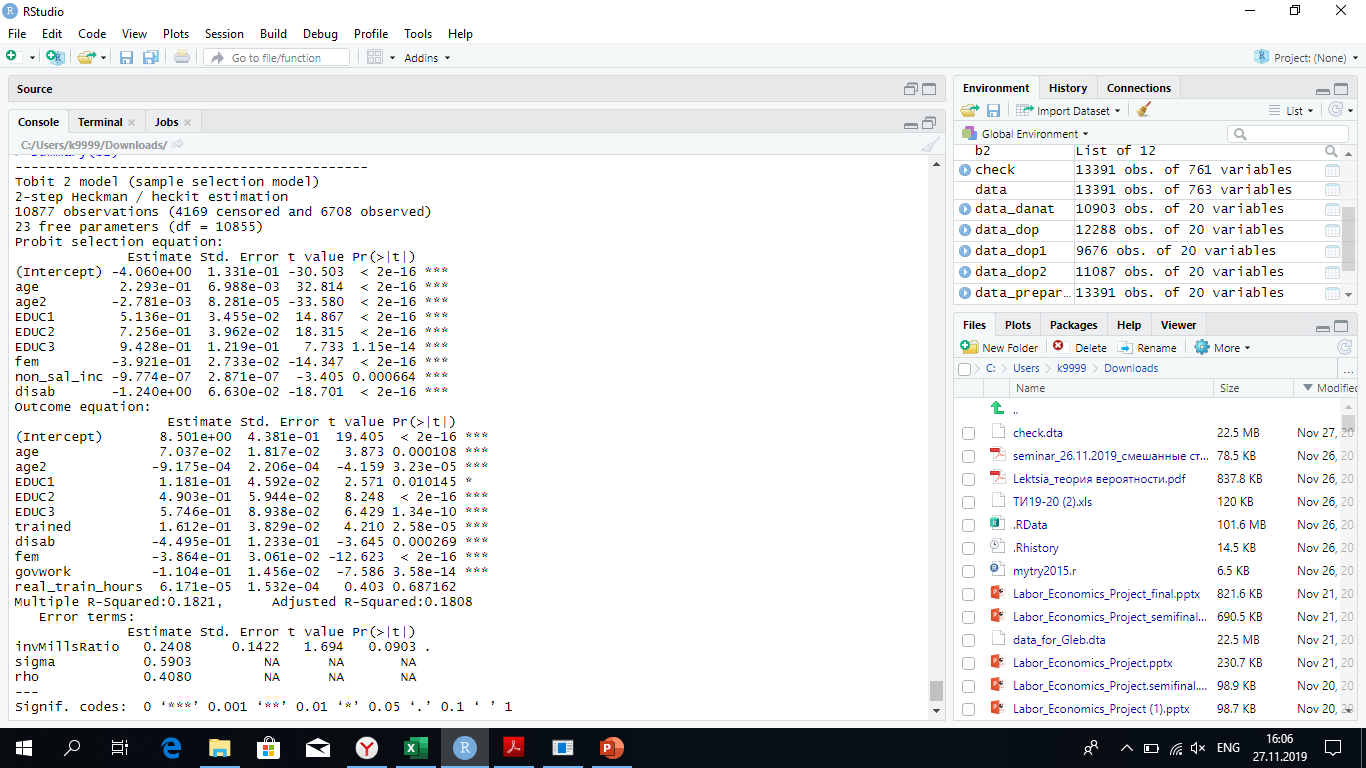 RStudio
File Edit Code View Plots Session Build Debug Profile Tools Help
Go to file/function Addins Project: (None)
Source
Console Terminal Jobs
C:/Users/k9999/Downloads/
-------------------------------------------- 
Tobit 2 model (sample selection model)
2-step Heckman / heckit estimation
10877 observations (4169 censored and 6708 observed)
23 free parameters (df = 10855)
Probit selection equation:
Estimate Std. Error t value Pr(>|t|)
(Intercept) -4.060e+00 1.331e-01 -30.503 < 2e-16 ***
age 2.293e-01 6.988e-03 32.814 < 2e-16 ***
age2 -2.781e-03 8.281e-05 -33.580 < 2e-16 ***
EDUC1 5.136e-01 3.455e-02 14.867 < 2e-16 ***
EDUC2 7.256e-01 3.962e-02 18.315 < 2e-16 ***
EDUC3 9.428e-01 1.219e-01 7.733 1.15e-14 ***
fem -3.921e-01 2.733e-02 -14.347 < 2e-16 ***
non_sal_inc -9.774e-07 2.871e-07 -3.405 0.000664 ***
disab -1.240e+00 6.630e-02 -18.701 < 2e-16 ***
Outcome equation:
Estimate Std. Error t value Pr(>|t|)
(Intercept) 8.501e+00 4.381e-01 19.405 < 2e-16 ***
age 7.037e-02 1.817e-02 3.873 0.000108 ***
age2 -9.175e-04 2.206e-04 -4.159 3.23e-05 ***
EDUC1 1.181e-01 4.592e-02 2.571 0.010145 *
EDUC2 4.903e-01 5.944e-02 8.248 < 2e-16 ***
EDUC3 5.746e-01 8.938e-02 6.429 1.34e-10 ***
trained 1.612e-01 3.829e-02 4.210 2.58e-05 ***
disab -4.495e-01 1.233e-01 -3.645 0.000269 ***
fem -3.864e-01 3.061e-02 -12.623 < 2e-16 ***
govwork -1.104e-01 1.456e-02 -7.586 3.58e-14 ***
real_train_hours 6.171e-05 1.532e-04 0.403 0.687162
Multiple R-Squared:0.1821, Adjusted R-Squared:0.1808
Error terms:
Estimate Std. Error t value Pr(>|t|)
invMillsRatio 0.2408 0.1422 1.694 0.0903 .
sigma 0.5903 NA NA NA
rho 0.4080 NA NA NA
---
Signif. codes: 0 ‘***’ 0.001 ‘**’ 0.01 ‘*’ 0.05 ‘.’ 0.1 ‘ ’ 1
Environment History Connections
Import Dataset List
Global Environment
b2 List of 12
check 13391 obs. of 761 variables
data 13391 obs. of 763 variables
data_danat 10903 obs. of 20 variables
data_dop 12288 obs. of 20 variables
data_dop1 9676 obs. of 20 variables
data_dop2 11087 obs. of 20 variables
data_prepar... 13391 obs. of 20 variables
Files Plots Packages Help Viewer
New Folder Delete Rename More
C: Users k9999 Downloads ...
Name Size Modified
..
check.dta 22.5 MB Nov 27, 20
seminar_26.11.2019_смешанные ст... 78.5 KB Nov 26, 20
Lektsia_теория вероятности.pdf 837.8 KB Nov 26, 20
ТИ19-20 (2).xls 120 KB Nov 26, 20
.RData 101.6 MB Nov 26, 20
.Rhistory 14.5 KB Nov 26, 20
mytry2015.r 6.5 KB Nov 26, 20
Labor_Economics_Project_final.pptx 821.6 KB Nov 21, 20
Labor_Economics_Project_semifinal... 690.5 KB Nov 21, 20
data_for_Gleb.dta 22.5 MB Nov 21, 20
Labor_Economics_Project.pptx 230.7 KB Nov 21, 20
Labor_Economics_Project.semifinal.... 98.9 KB Nov 20, 20
Labor_Economics_Project (1).pptx 98.7 KB Nov 20, 20
ENG
16:06
27.11.2019